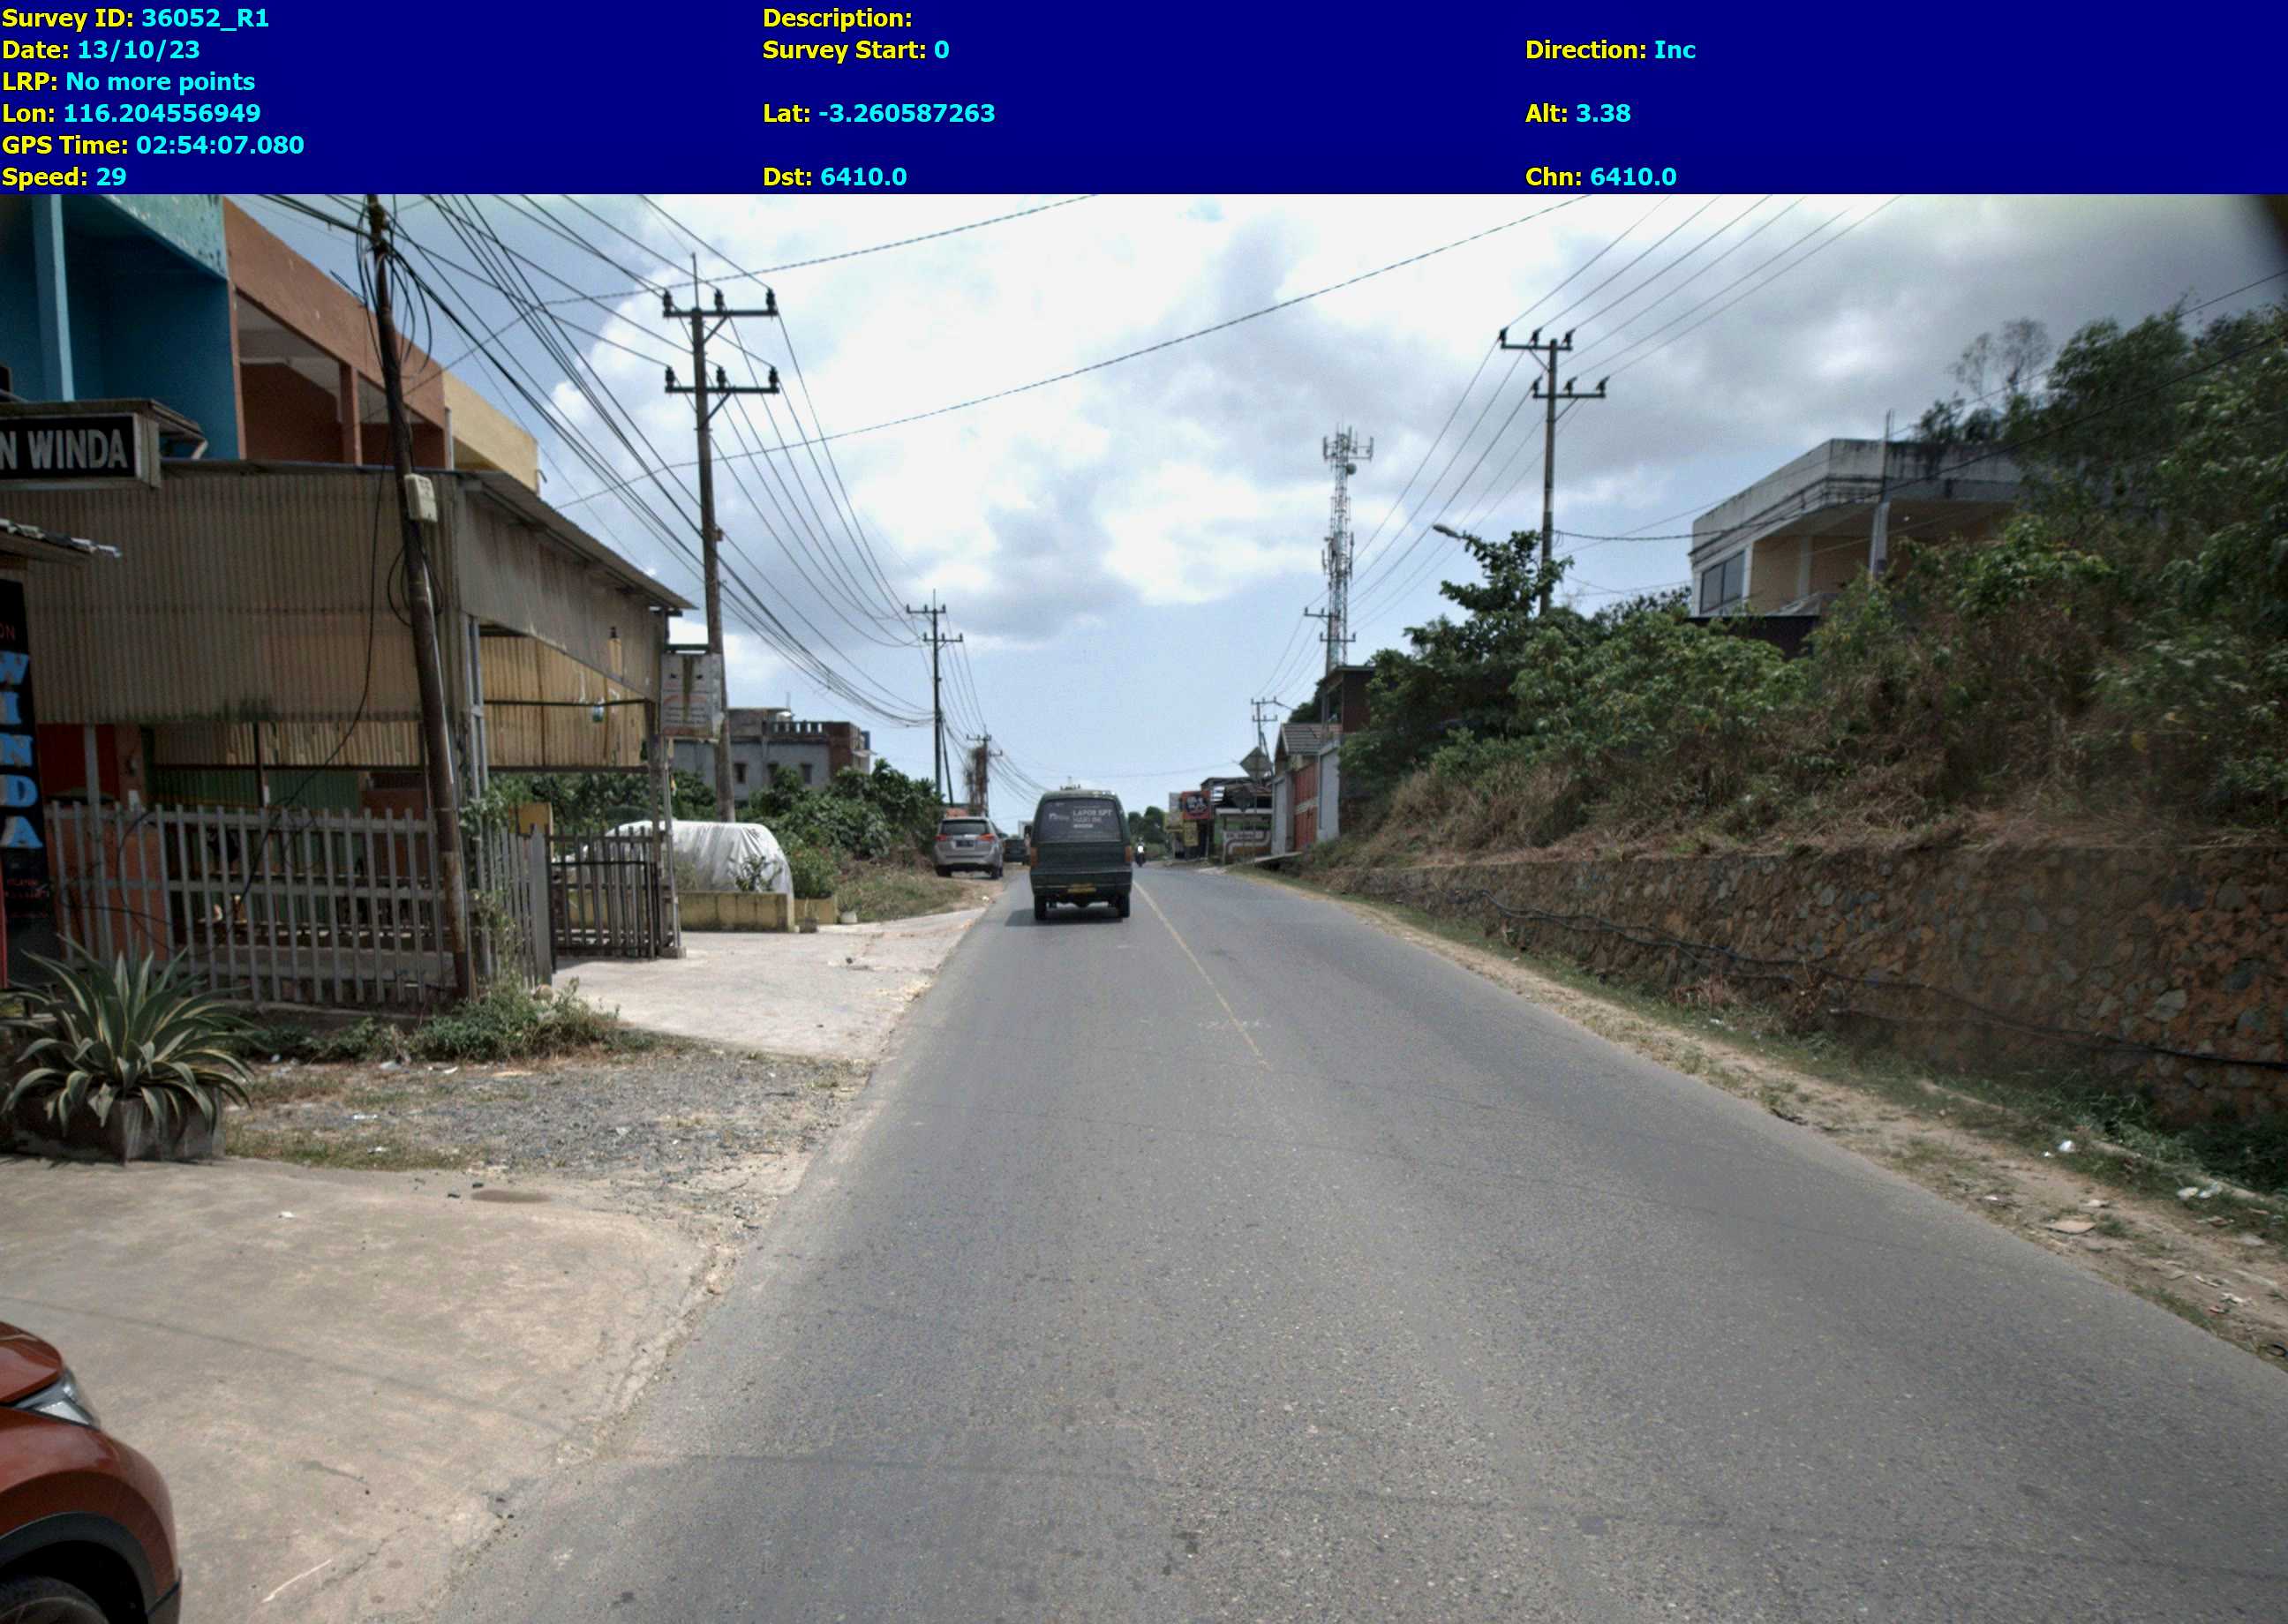 Survey ID: 36052_R1
Description:
Date: 13/10/23
Survey Start: 0
Direction: Inc
LRP: No more points
Lon: 116.204556949
Lat: -3.260587263
Alt: 3.38
GPS Time: 02:54:07.080
Speed: 29
Dst: 6410.0
Chn: 6410.0
N WINDA
WINDA
LAPOR SPT